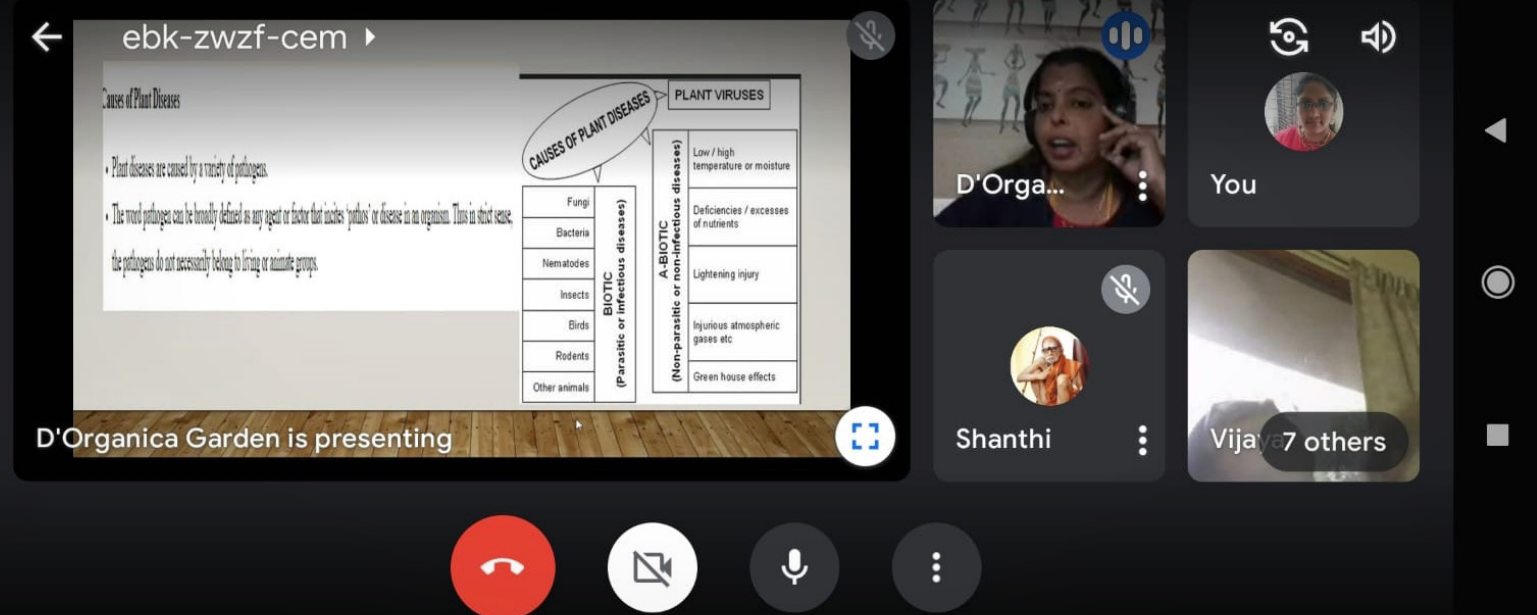 ebk-zwzf-cem
Causes of Plant Diseases
• Plant diseases are caused by a variety of pathogens.
• The word pathogen can be broadly defined as any agent or factor that incites 'pathos' or disease in an organism. Thus in strict sense,
the pathogens do not necessarily belong to living or animate groups.
CAUSES OF PLANT DISEASES
PLANT VIRUSES
Fungi
Bacteria
Nematodes
Insects
Birds
Rodents
Other animals
BIOTIC
(Parasitic or infectious diseases)
A-BIOTIC
(Non-parasitic or non-infectious diseases)
Low / high
temperature or moisture
Deficiencies / excesses
of nutrients
Lightening injury
Injurious atmospheric
gases etc
Green house effects
D'Organica Garden is presenting
D'Orga...
You
Shanthi
Vijaya
7 others